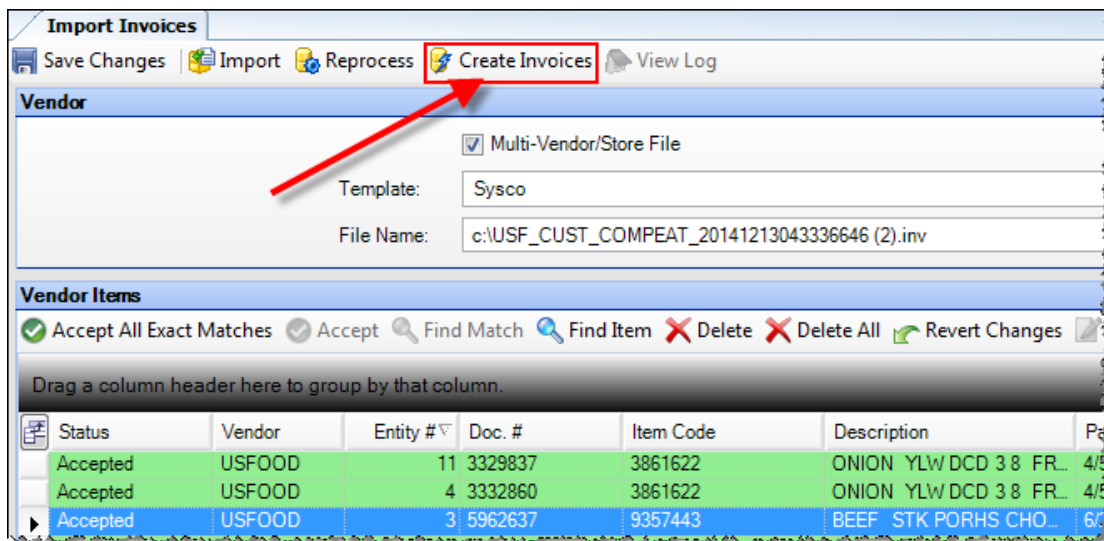 Import Invoices
Save Changes Import Reprocess Create Invoices View Log
Vendor
Multi-Vendor/Store File
Template: Sysco
File Name: c:\USF_CUST_COMPEAT_20141213043336646 (2).inv
Vendor Items
Accept All Exact Matches Accept Find Match Find Item Delete Delete All Revert Changes
Drag a column header here to group by that column.
Status Vendor Entity # Doc. # Item Code Description
Accepted USFOOD 11 3329837 3861622 ONION YLW DCD 3 8 FR...
Accepted USFOOD 4 3332860 3861622 ONION YLW DCD 3 8 FR...
Accepted USFOOD 3 5962637 9357443 BEEF STK PORHS CHO...